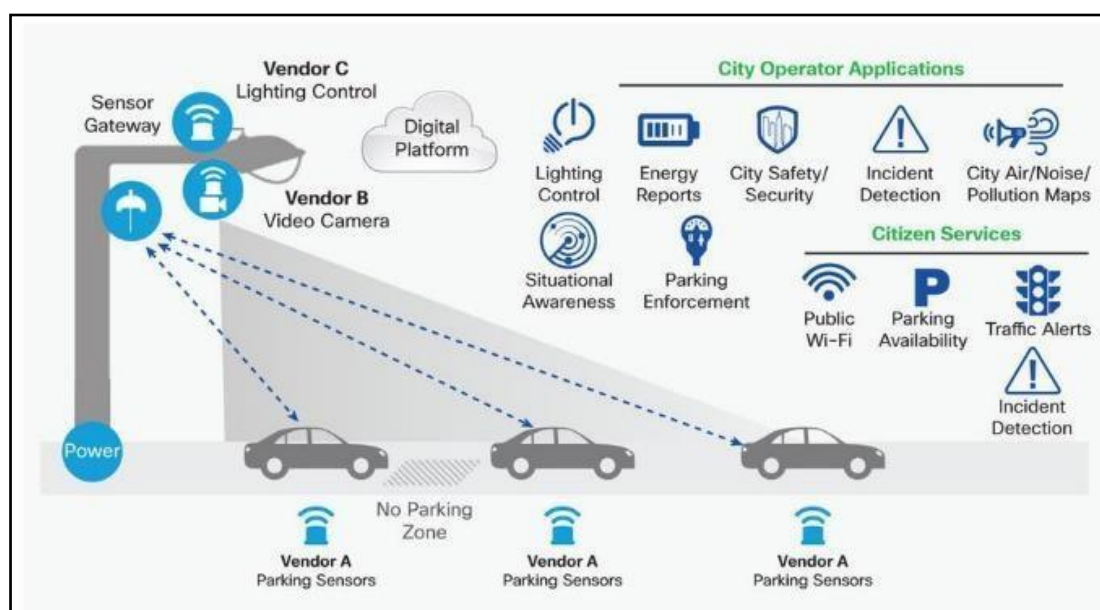 Vendor C
Lighting Control
Sensor
Gateway
Digital
Platform
Vendor B
Video Camera
City Operator Applications
Lighting
Control
Energy
Reports
City Safety/
Security
Incident
Detection
City Air/Noise/
Pollution Maps
Situational
Awareness
Parking
Enforcement
Citizen Services
Public
Wi-Fi
P
Parking
Availability
Traffic Alerts
Incident
Detection
Power
No Parking
Zone
Vendor A
Parking Sensors
Vendor A
Parking Sensors
Vendor A
Parking Sensors